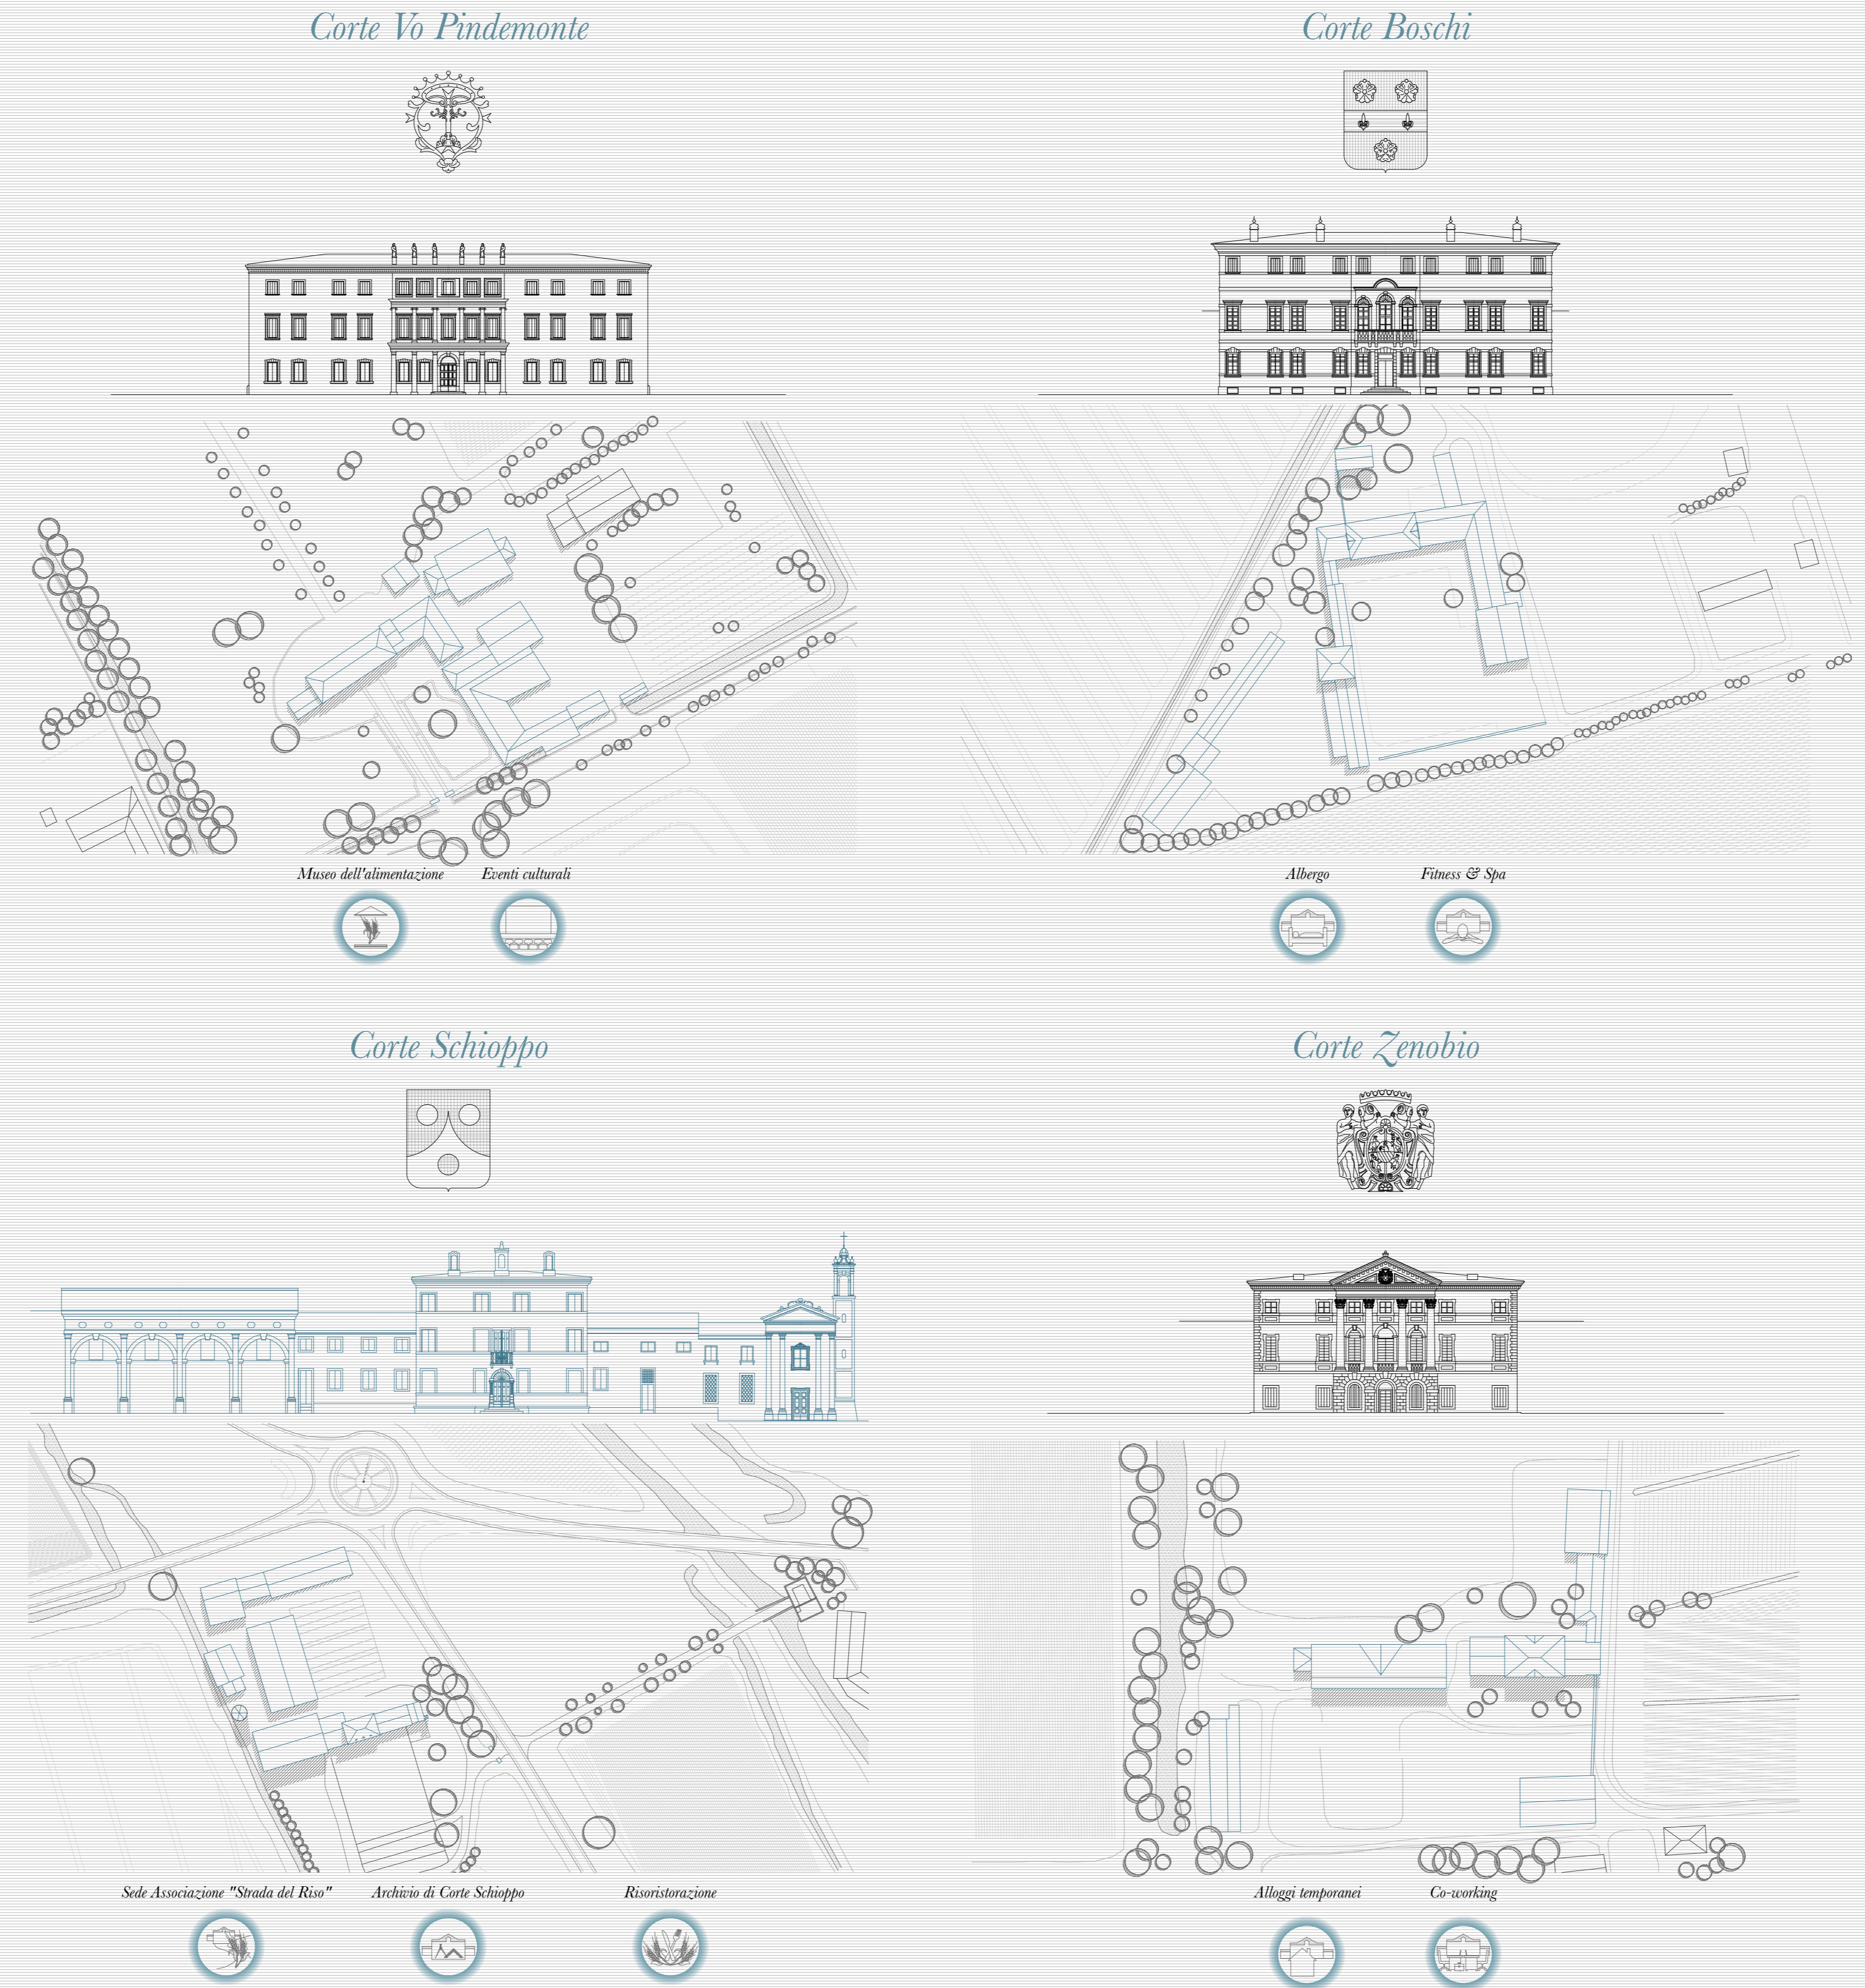 Corte Vo Pindemonte
Corte Boschi
Museo dell'alimentazione
Eventi culturali
Albergo
Fitness & Spa
Corte Schioppo
Corte Zenobio
Sede Associazione "Strada del Riso"
Archivio di Corte Schioppo
Risoristorazione
Alloggi temporanei
Co-working